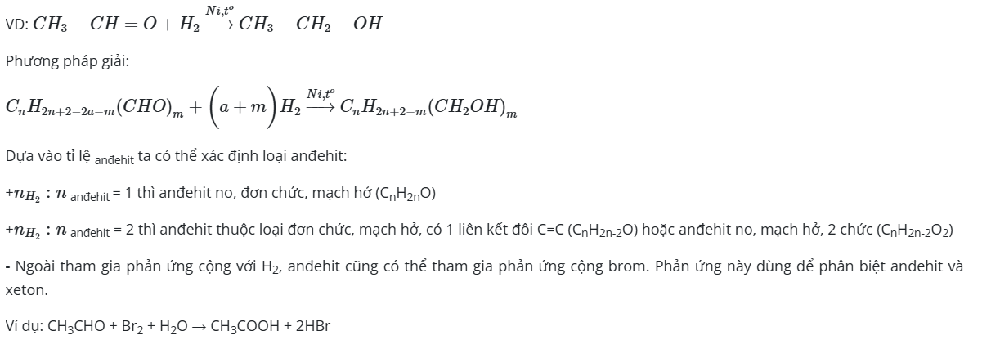 VD: $CH_3 - CH = O + H_2 \xrightarrow{Ni,t^o} CH_3 - CH_2 - OH$
Phương pháp giải:
$C_nH_{2n+2-2a-m}(CHO)_m + (a+m)H_2 \xrightarrow{Ni,t^o} C_nH_{2n+2-m}(CH_2OH)_m$
Dựa vào tỉ lệ $_{anđehit}$ ta có thể xác định loại anđehit:
+$n_{H_2} : n$ $_{anđehit}$ = 1 thì anđehit no, đơn chức, mạch hở (C$_n$H$_{2n}$O)
+$n_{H_2} : n$ $_{anđehit}$ = 2 thì anđehit thuộc loại đơn chức, mạch hở, có 1 liên kết đôi C=C (C$_n$H$_{2n-2}$O) hoặc anđehit no, mạch hở, 2 chức (C$_n$H$_{2n-2}$O$_2$)
- Ngoài tham gia phản ứng cộng với H$_2$, anđehit cũng có thể tham gia phản ứng cộng brom. Phản ứng này dùng để phân biệt anđehit và
xeton.
Ví dụ: CH$_3$CHO + Br$_2$ + H$_2$O → CH$_3$COOH + 2HBr